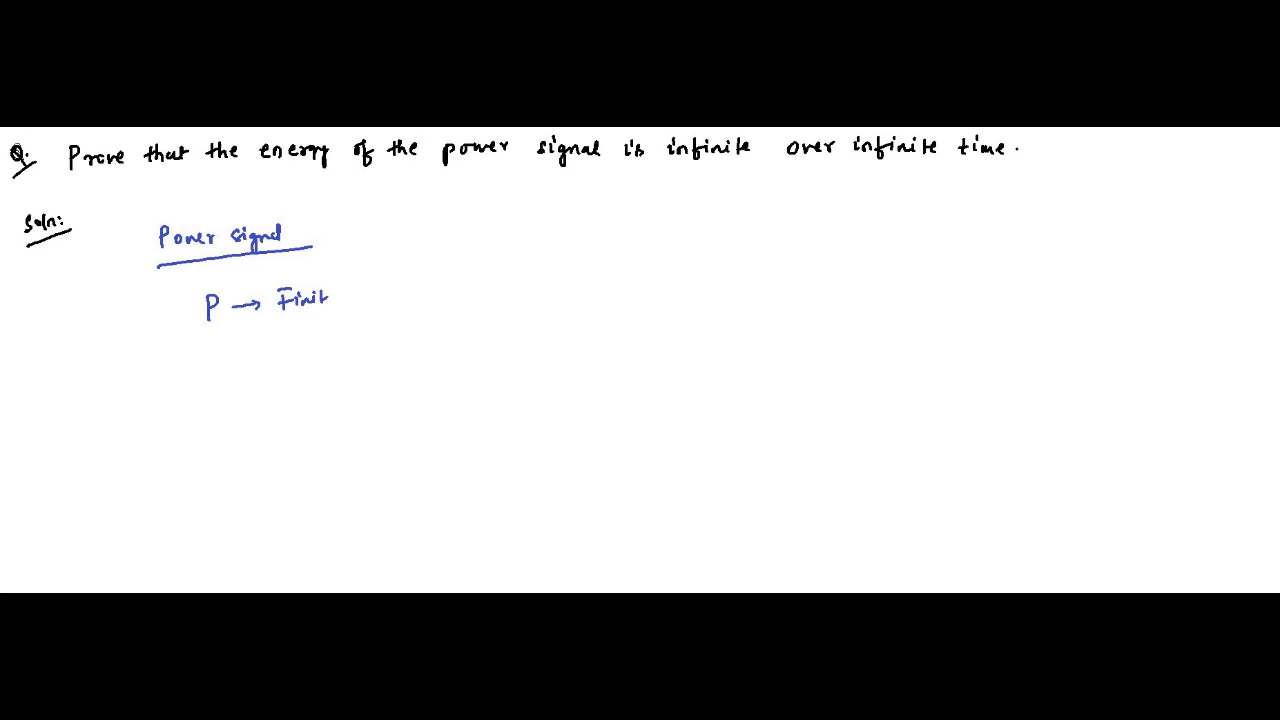 Q: Prove that the energy of the power signal is infinite over infinite time.
Soln:
Power signal
P → Finit